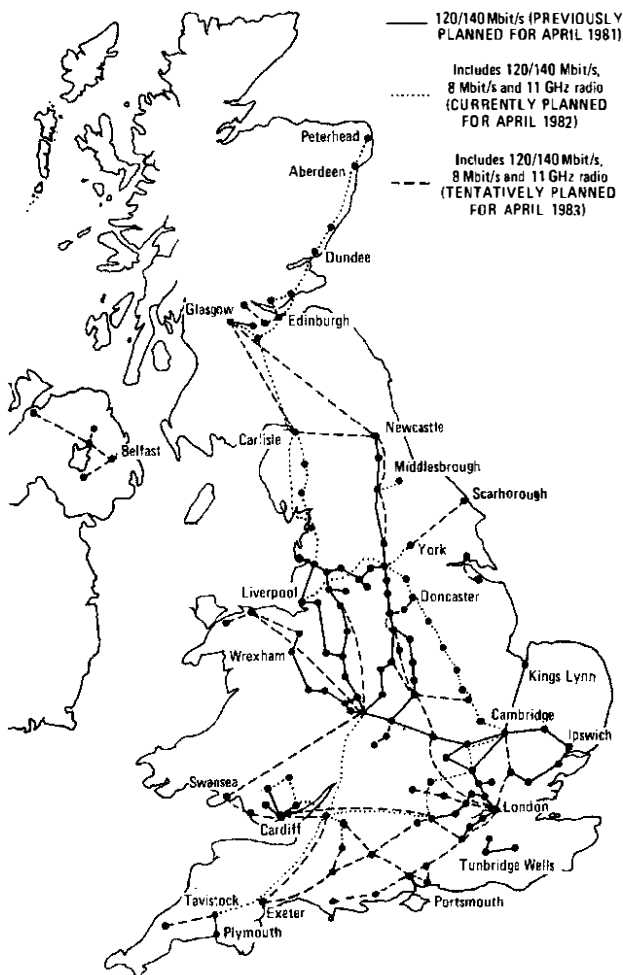 120/140 Mbit/s (PREVIOUSLY
PLANNED FOR APRIL 1981)
Includes 120/140 Mbit/s,
8 Mbit/s and 11 GHz radio
(CURRENTLY PLANNED
FOR APRIL 1982)
Includes 120/140 Mbit/s,
8 Mbit/s and 11 GHz radio
(TENTATIVELY PLANNED
FOR APRIL 1983)
Peterhead
Aberdeen
Dundee
Glasgow
Edinburgh
Carlisle
Newcastle
Belfast
Middlesbrough
Scarhorough
York
Liverpool
Doncaster
Wrexham
Kings Lynn
Cambridge
Ipswich
Swansea
Cardiff
London
Tunbridge Wells
Tavistock
Exeter
Portsmouth
Plymouth